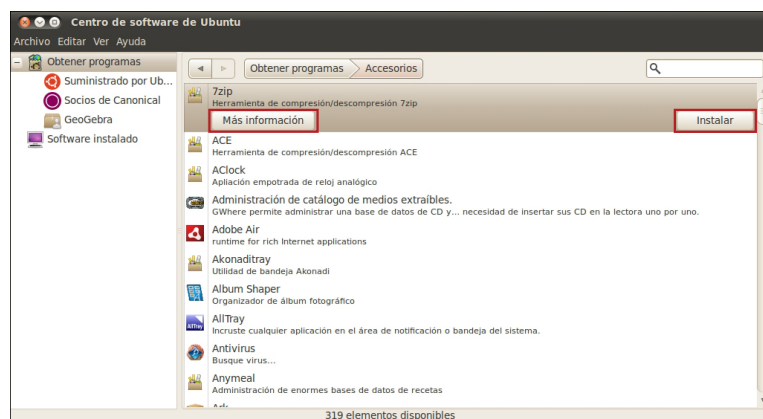 Centro de software de Ubuntu
Archivo Editar Ver Ayuda
Obtener programas
Suministrado por Ub...
Socios de Canonical
GeoGebra
Software instalado
Obtener programas
Accesorios
7zip
Herramienta de compresión/descompresión 7zip
Más información
Instalar
ACE
Herramienta de compresión/descompresión ACE
AClock
Apliación empotrada de reloj analógico
Administración de catálogo de medios extraíbles.
GWhere permite administrar una base de datos de CD y... necesidad de insertar sus CD en la lectora uno por uno.
Adobe Air
runtime for rich Internet applications
Akonaditray
Utilidad de bandeja Akonadi
Album Shaper
Organizador de álbum fotográfico
AllTray
AllTray
Incruste cualquier aplicación en el área de notificación o bandeja del sistema.
Antivirus
Busque virus...
Anymeal
Administración de enormes bases de datos de recetas
Ark
319 elementos disponibles